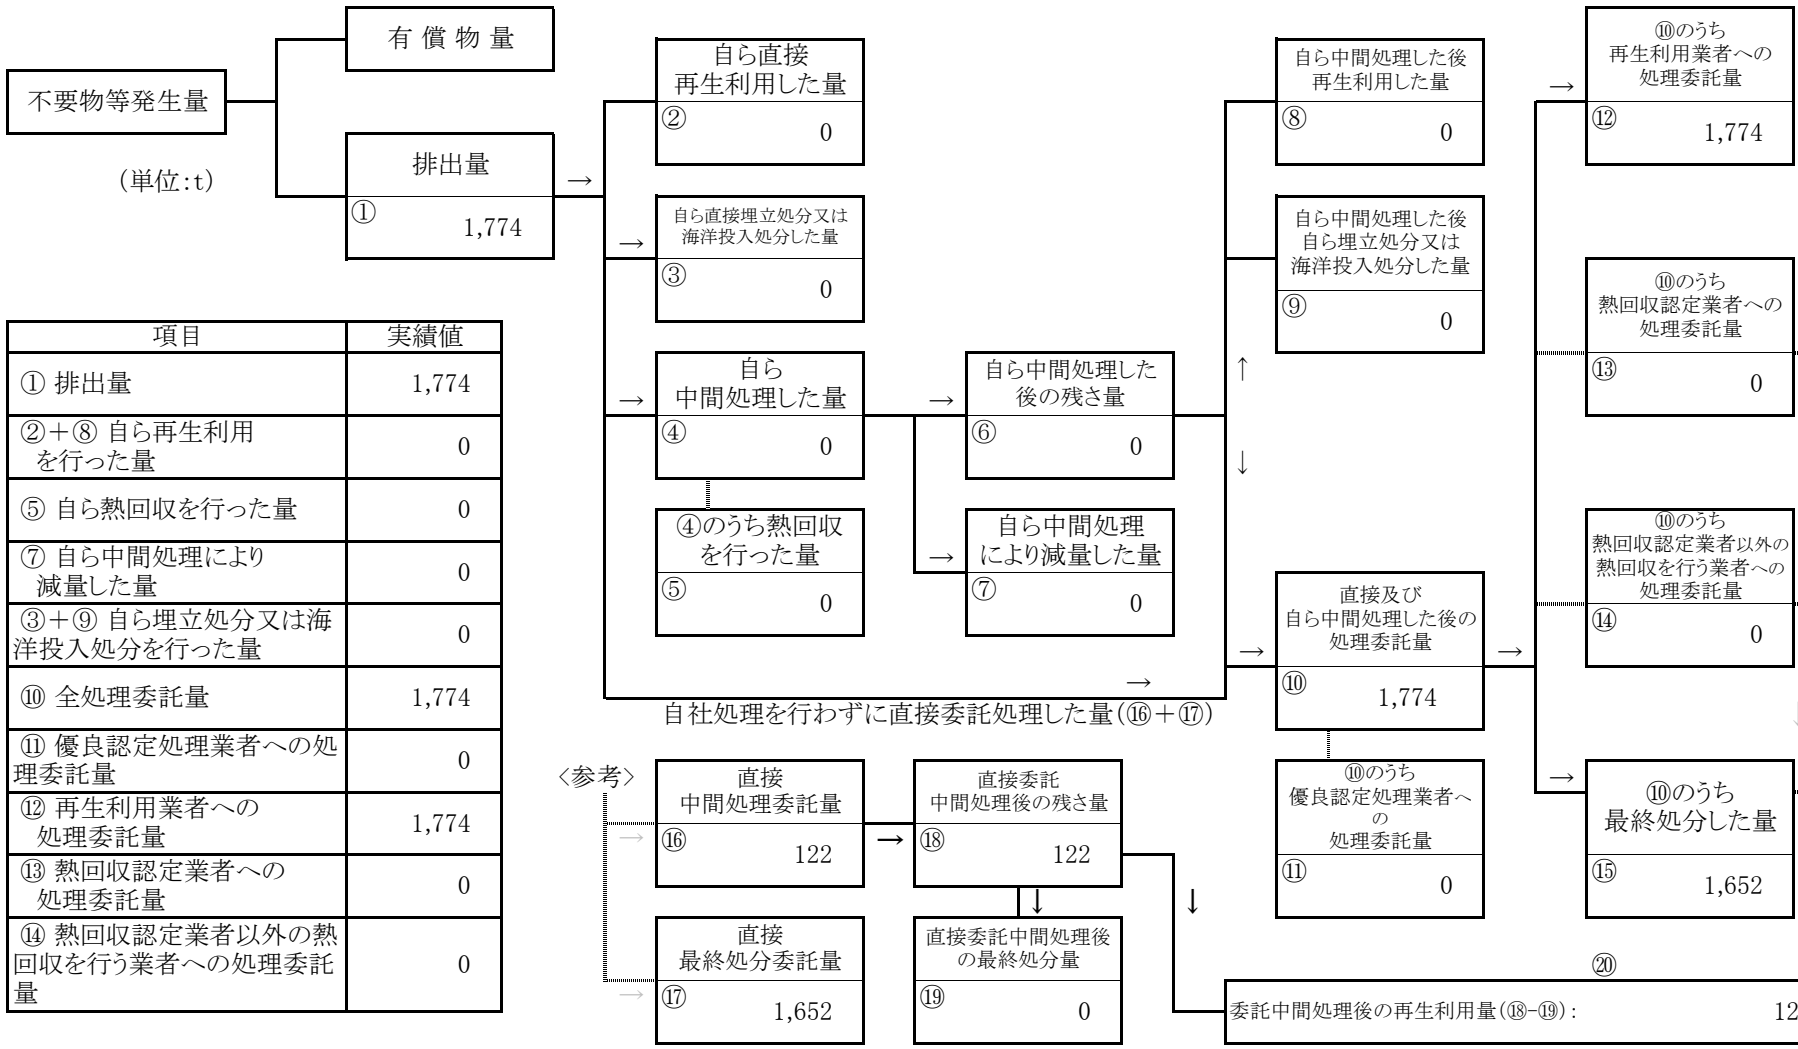 有 償 物 量
不要物等発生量
(単位:t)
排出量
①
1,774
→
自ら直接
再生利用した量
②
0
→
自ら直接埋立処分又は
海洋投入処分した量
③
0
→
自ら
中間処理した量
④
0
④のうち熱回収
を行った量
⑤
0
→
自ら中間処理した
後の残さ量
⑥
0
→
自ら中間処理
により減量した量
⑦
0
自ら中間処理した後
再生利用した量
⑧
0
自ら中間処理した後
自ら埋立処分又は
海洋投入処分した量
⑨
0
↑
↓
→
直接及び
自ら中間処理した後の
処理委託量
⑩
1,774
→
→
自社処理を行わずに直接委託処理した量(⑯+⑰)
⑩のうち
優良認定処理業者へ
の
処理委託量
⑪
0
→
⑩のうち
再生利用業者への
処理委託量
⑫
1,774
⑩のうち
熱回収認定業者への
処理委託量
⑬
0
⑩のうち
熱回収認定業者以外の
熱回収を行う業者への
処理委託量
⑭
0
→
⑩のうち
最終処分した量
⑮
1,652
項目 実績値
① 排出量 1,774
②+⑧ 自ら再生利用
を行った量 0
⑤ 自ら熱回収を行った量 0
⑦ 自ら中間処理により
減量した量 0
③+⑨ 自ら埋立処分又は海
洋投入処分を行った量 0
⑩ 全処理委託量 1,774
⑪ 優良認定処理業者への処
理委託量 0
⑫ 再生利用業者への
処理委託量 1,774
⑬ 熱回収認定業者への
処理委託量 0
⑭ 熱回収認定業者以外の熱
回収を行う業者への処理委託
量 0
<参考>
→
直接
中間処理委託量
⑯
122
→
直接委託
中間処理後の残さ量
⑱
122
↓
↓
→
直接
最終処分委託量
⑰
1,652
直接委託中間処理後
の最終処分量
⑲
0
⑳
委託中間処理後の再生利用量(⑱-⑲): 12